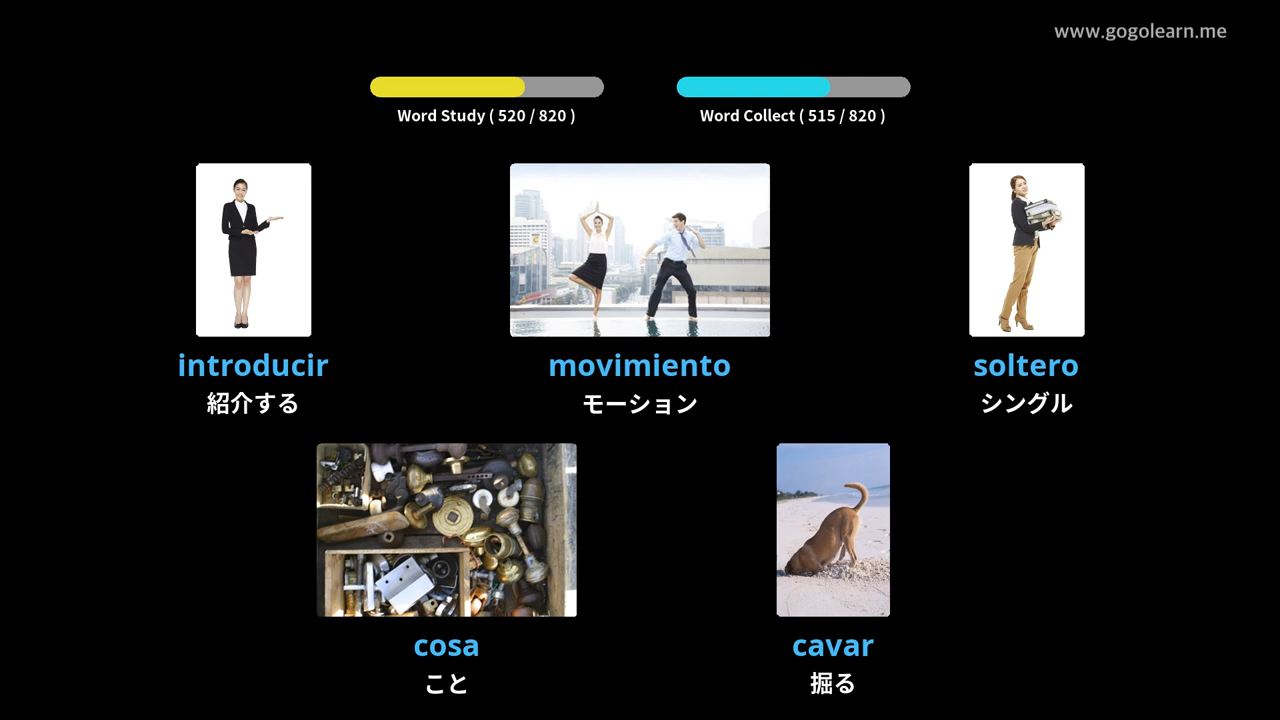 www.gogolearn.me
Word Study ( 520 / 820 )
Word Collect ( 515 / 820 )
introducir
紹介する
movimiento
モーション
soltero
シングル
cosa
こと
cavar
掘る